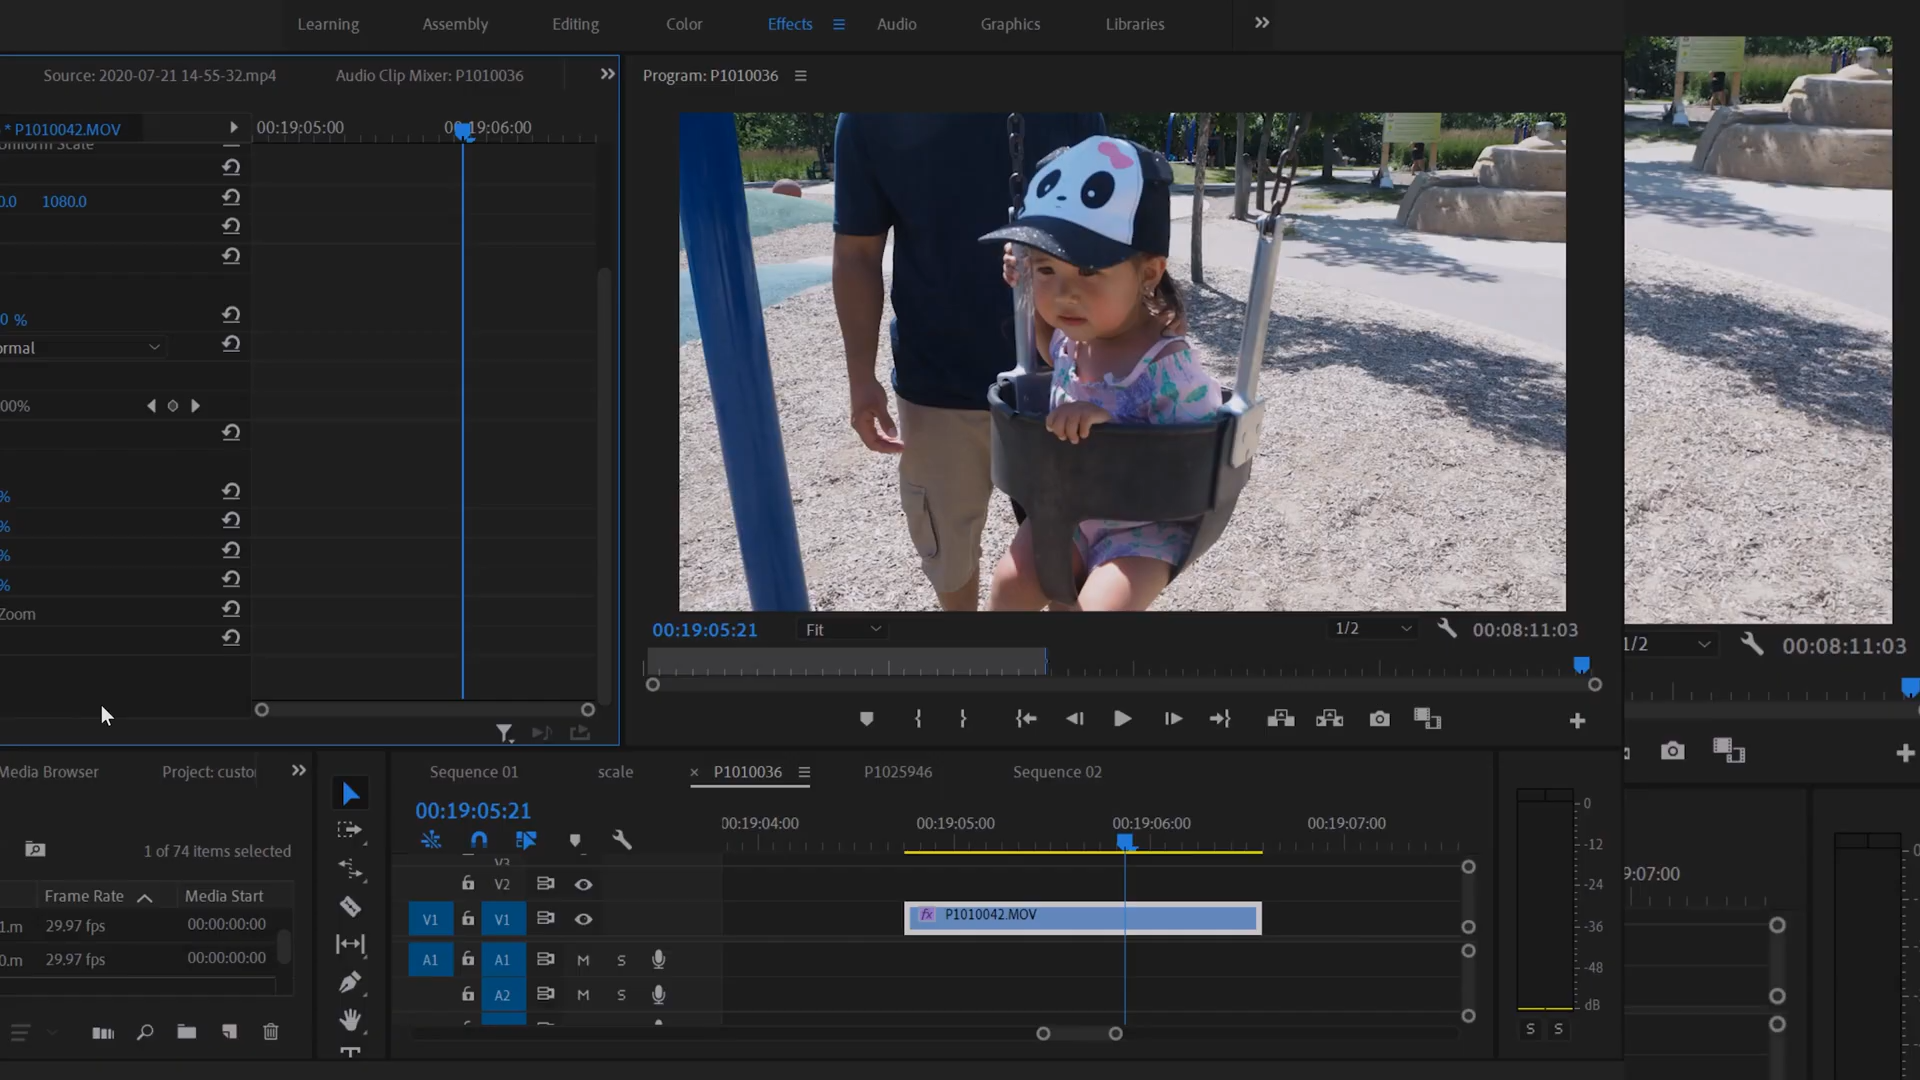 Learning Assembly Editing Color Effects Audio Graphics Libraries
Source: 2020-07-21 14-55-32.mp4 Audio Clip Mixer: P1010036
Program: P1010036
* P1010042.MOV
00:19:05:00 00:19:06:00
Uniform Scale
0.0 1080.0
0 %
ormal
00%
%
%
%
%
Zoom
00:19:05:21 Fit 1/2 00:08:11:03
1/2 00:08:11:03
Media Browser Project: custo
Sequence 01 scale × P1010036 P1025946 Sequence 02
00:19:05:21
00:19:04:00 00:19:05:00 00:19:06:00 00:19:07:00
1 of 74 items selected
Frame Rate Media Start
1.m 29.97 fps 00:00:00:00
0.m 29.97 fps 00:00:00:00
V3
V2
V1 V1 fx P1010042.MOV
A1 A1 M S
A2 M S
0
-12
-24
-36
-48
dB
S S
9:07:00
0